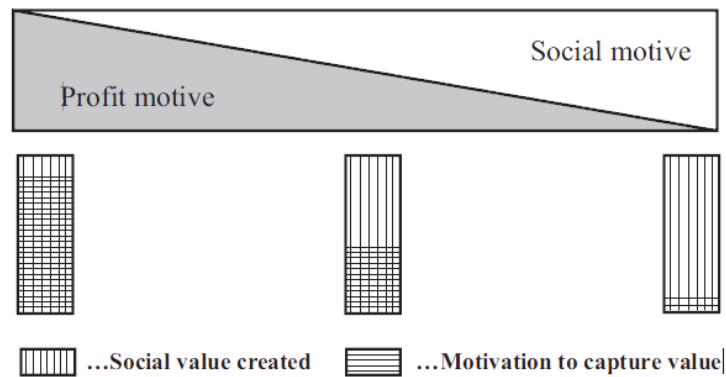 Social motive
Profit motive
...Social value created
...Motivation to capture value